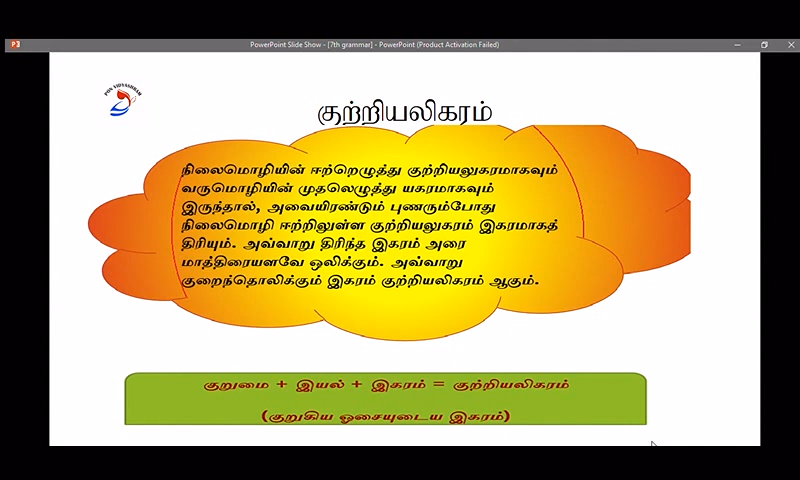 PowerPoint Slide Show - [7th grammar] - PowerPoint (Product Activation Failed)
PON VIDYASHRAM
குற்றியலிகரம்
நிலைமொழியின் ஈற்றெழுத்து குற்றியலுகரமாகவும்
வருமொழியின் முதலெழுத்து யகரமாகவும்
இருந்தால், அவையிரண்டும் புணரும்போது
நிலைமொழி ஈற்றிலுள்ள குற்றியலுகரம் இகரமாகத்
திரியும். அவ்வாறு திரிந்த இகரம் அரை
மாத்திரையளவே ஒலிக்கும். அவ்வாறு
குறைந்தொலிக்கும் இகரம் குற்றியலிகரம் ஆகும்.
குறுமை + இயல் + இகரம் = குற்றியலிகரம்
(குறுகிய ஓசையுடைய இகரம்)